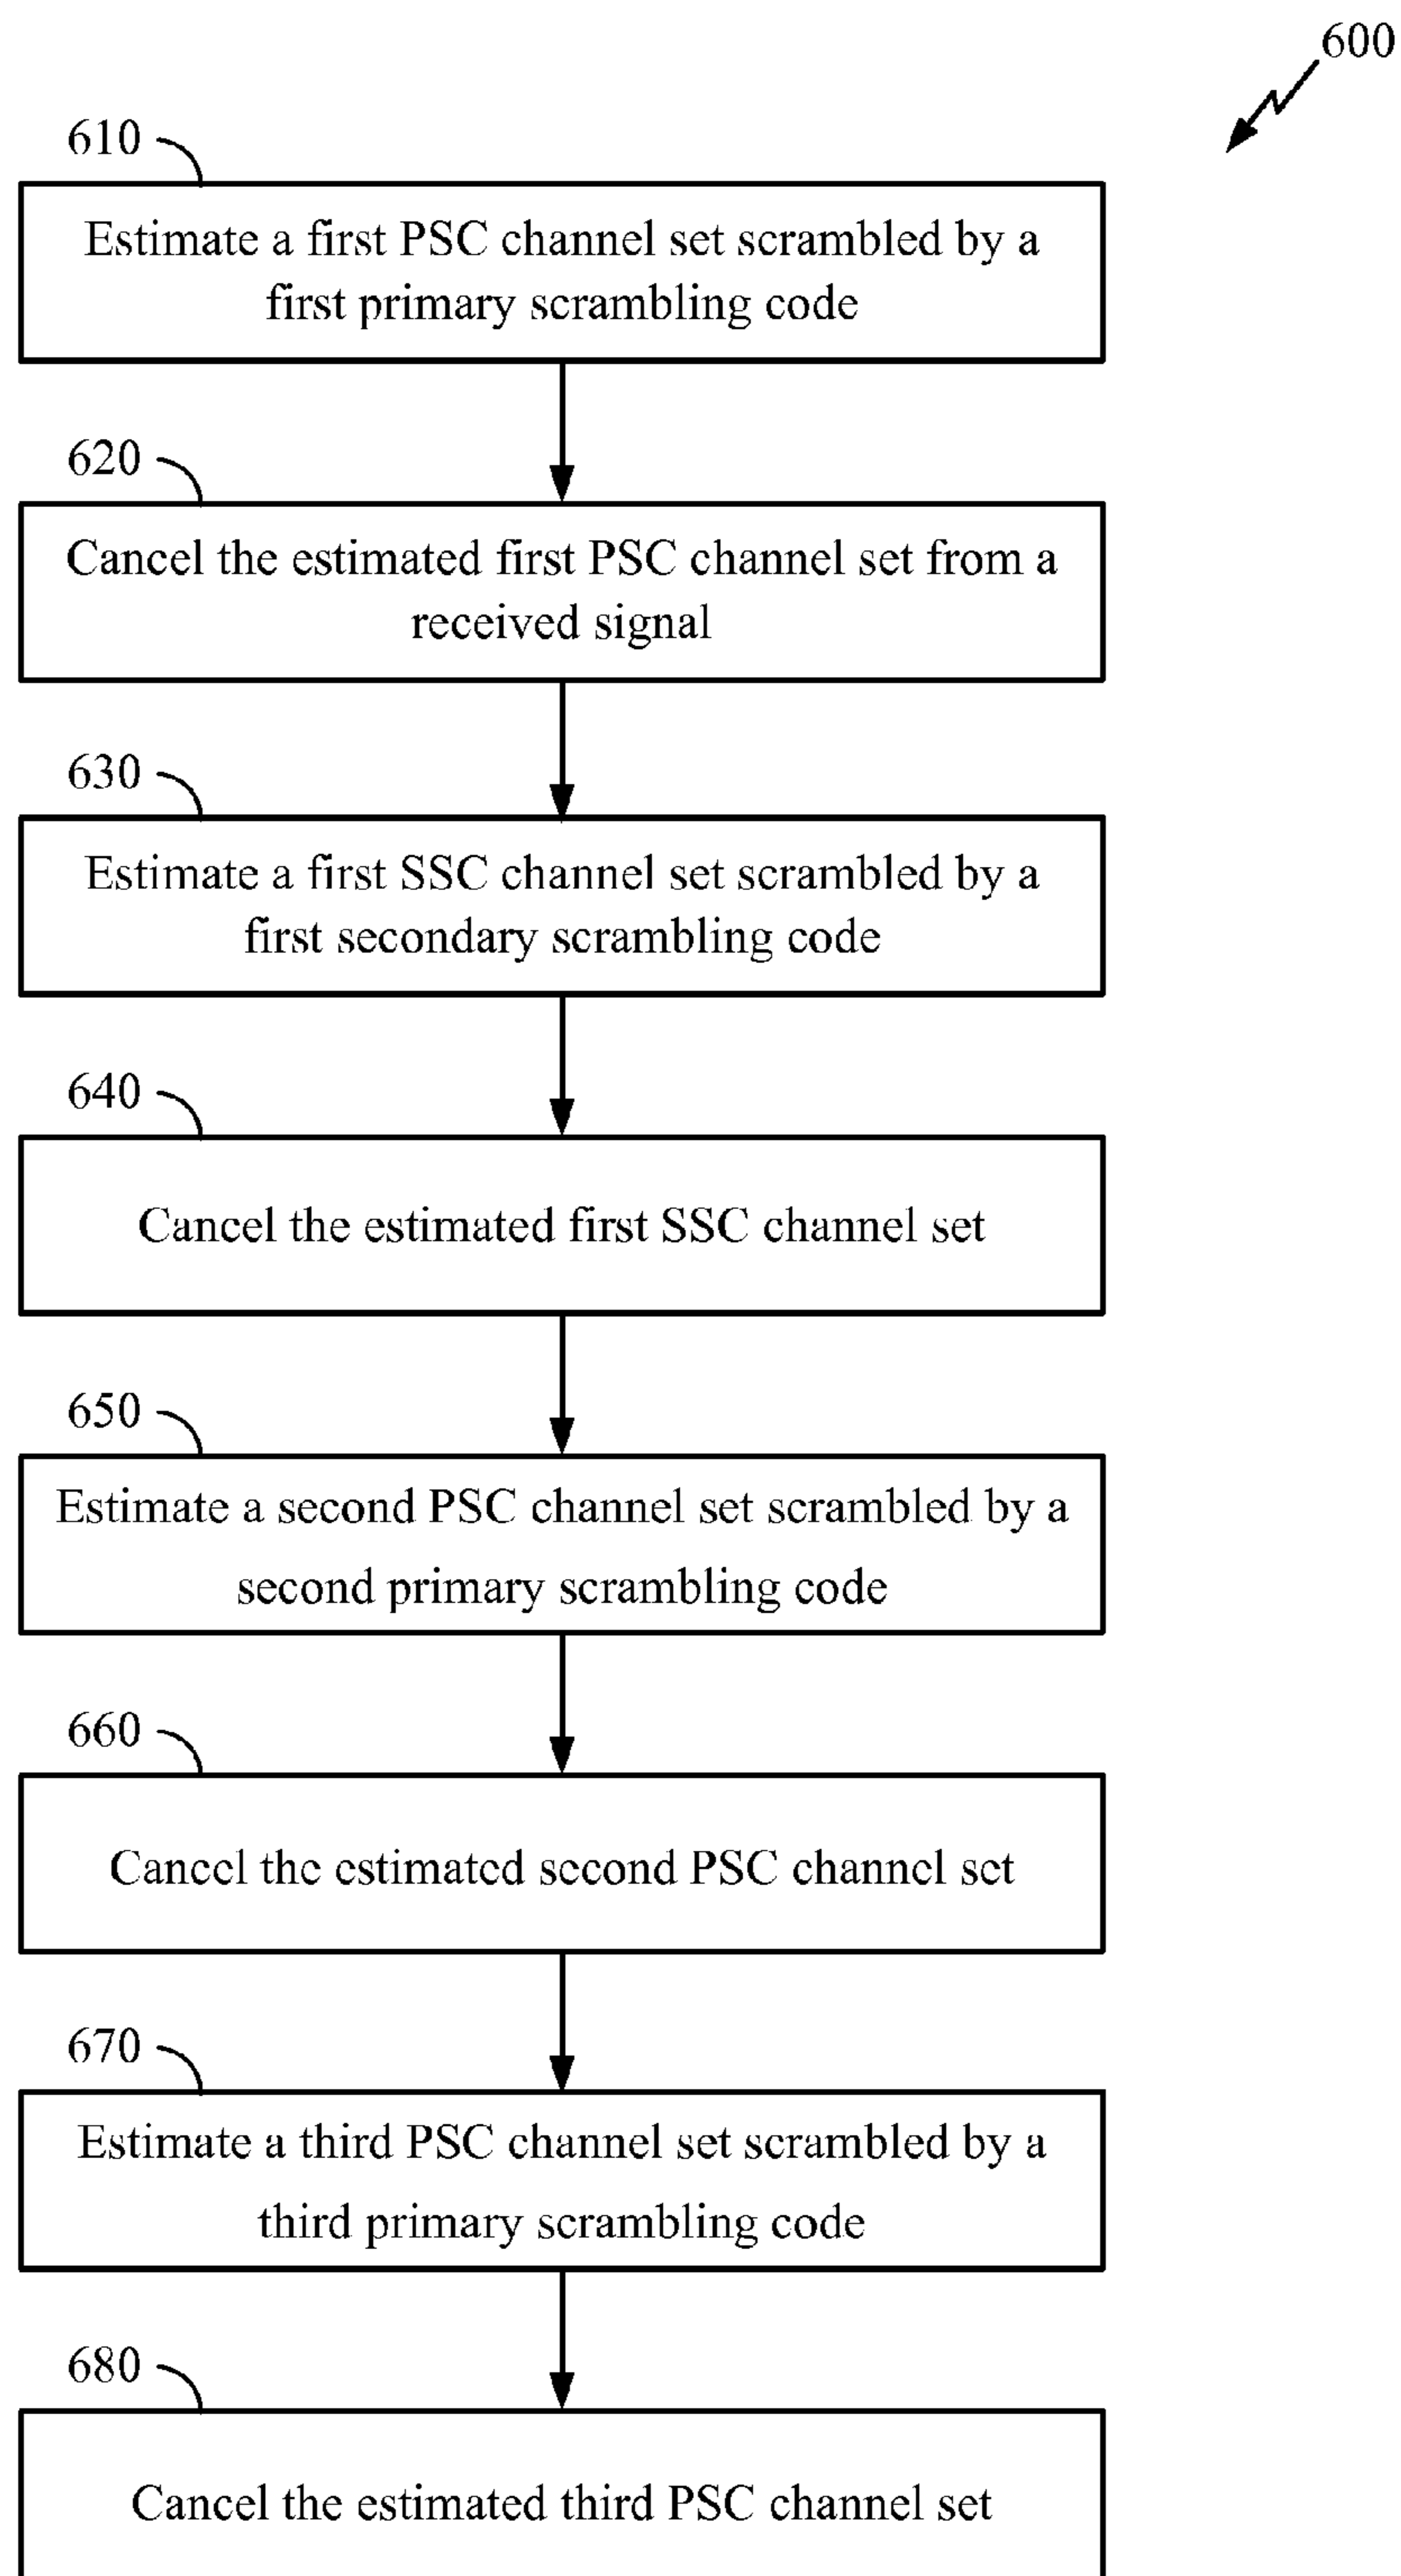 600
610
Estimate a first PSC channel set scrambled by a
first primary scrambling code
620
Cancel the estimated first PSC channel set from a
received signal
630
Estimate a first SSC channel set scrambled by a
first secondary scrambling code
640
Cancel the estimated first SSC channel set
650
Estimate a second PSC channel set scrambled by a
second primary scrambling code
660
Cancel the estimated second PSC channel set
670
Estimate a third PSC channel set scrambled by a
third primary scrambling code
680
Cancel the estimated third PSC channel set